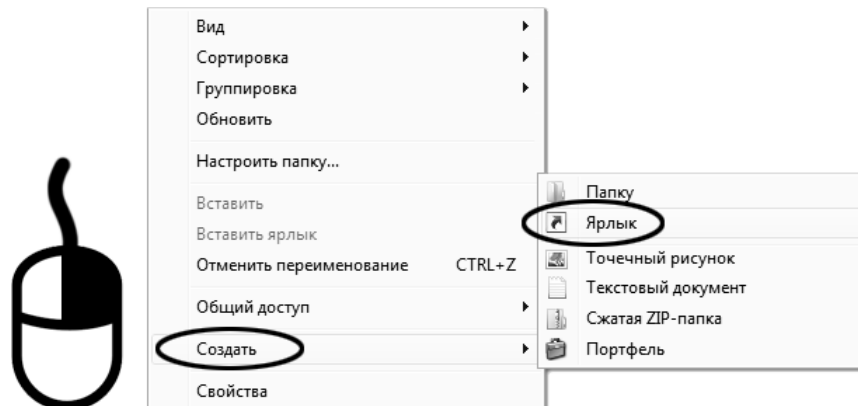 Вид
Сортировка
Группировка
Обновить
Настроить папку...
Вставить
Вставить ярлык
Отменить переименование CTRL+Z
Общий доступ
Создать
Свойства
Папку
Ярлык
Точечный рисунок
Текстовый документ
Сжатая ZIP-папка
Портфель